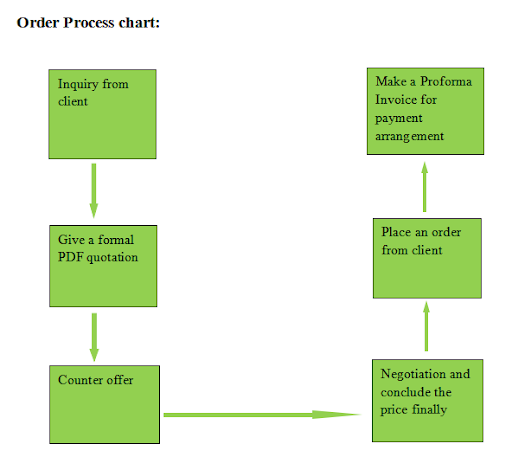 Order Process chart:
Inquiry from
client
Give a formal
PDF quotation
Counter offer
Negotiation and
conclude the
price finally
Place an order
from client
Make a Proforma
Invoice for
payment
arrangement